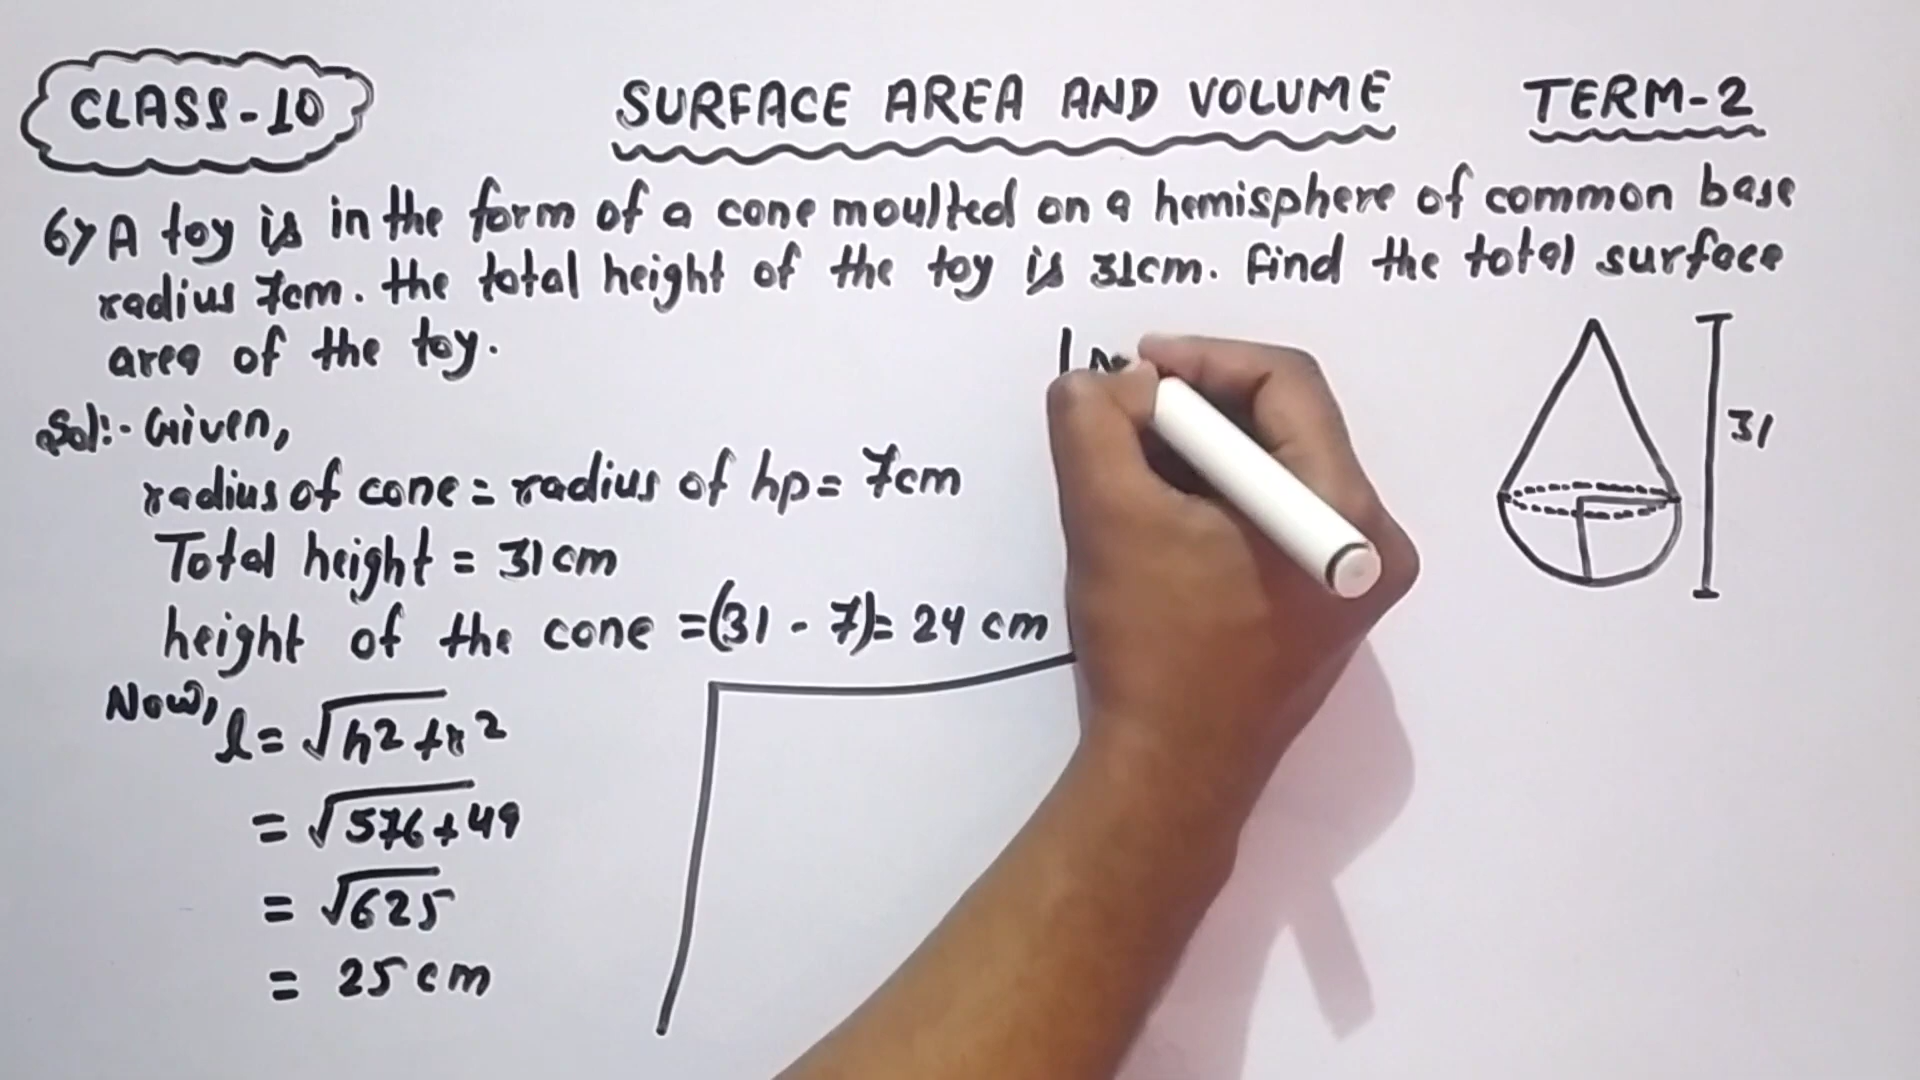 CLASS-10
SURFACE AREA AND VOLUME
TERM-2
6> A toy is in the form of a cone moulted on a hemisphere of common base
radius 7cm. the total height of the toy is 31cm. find the total surface
area of the toy.
Sol:- Given,
radius of cone = radius of hp = 7cm
Total height = 31 cm
height of the cone = (31 - 7) = 24 cm
Now, l = √h2 + r2
= √576 + 49
= √625
= 25 cm
31